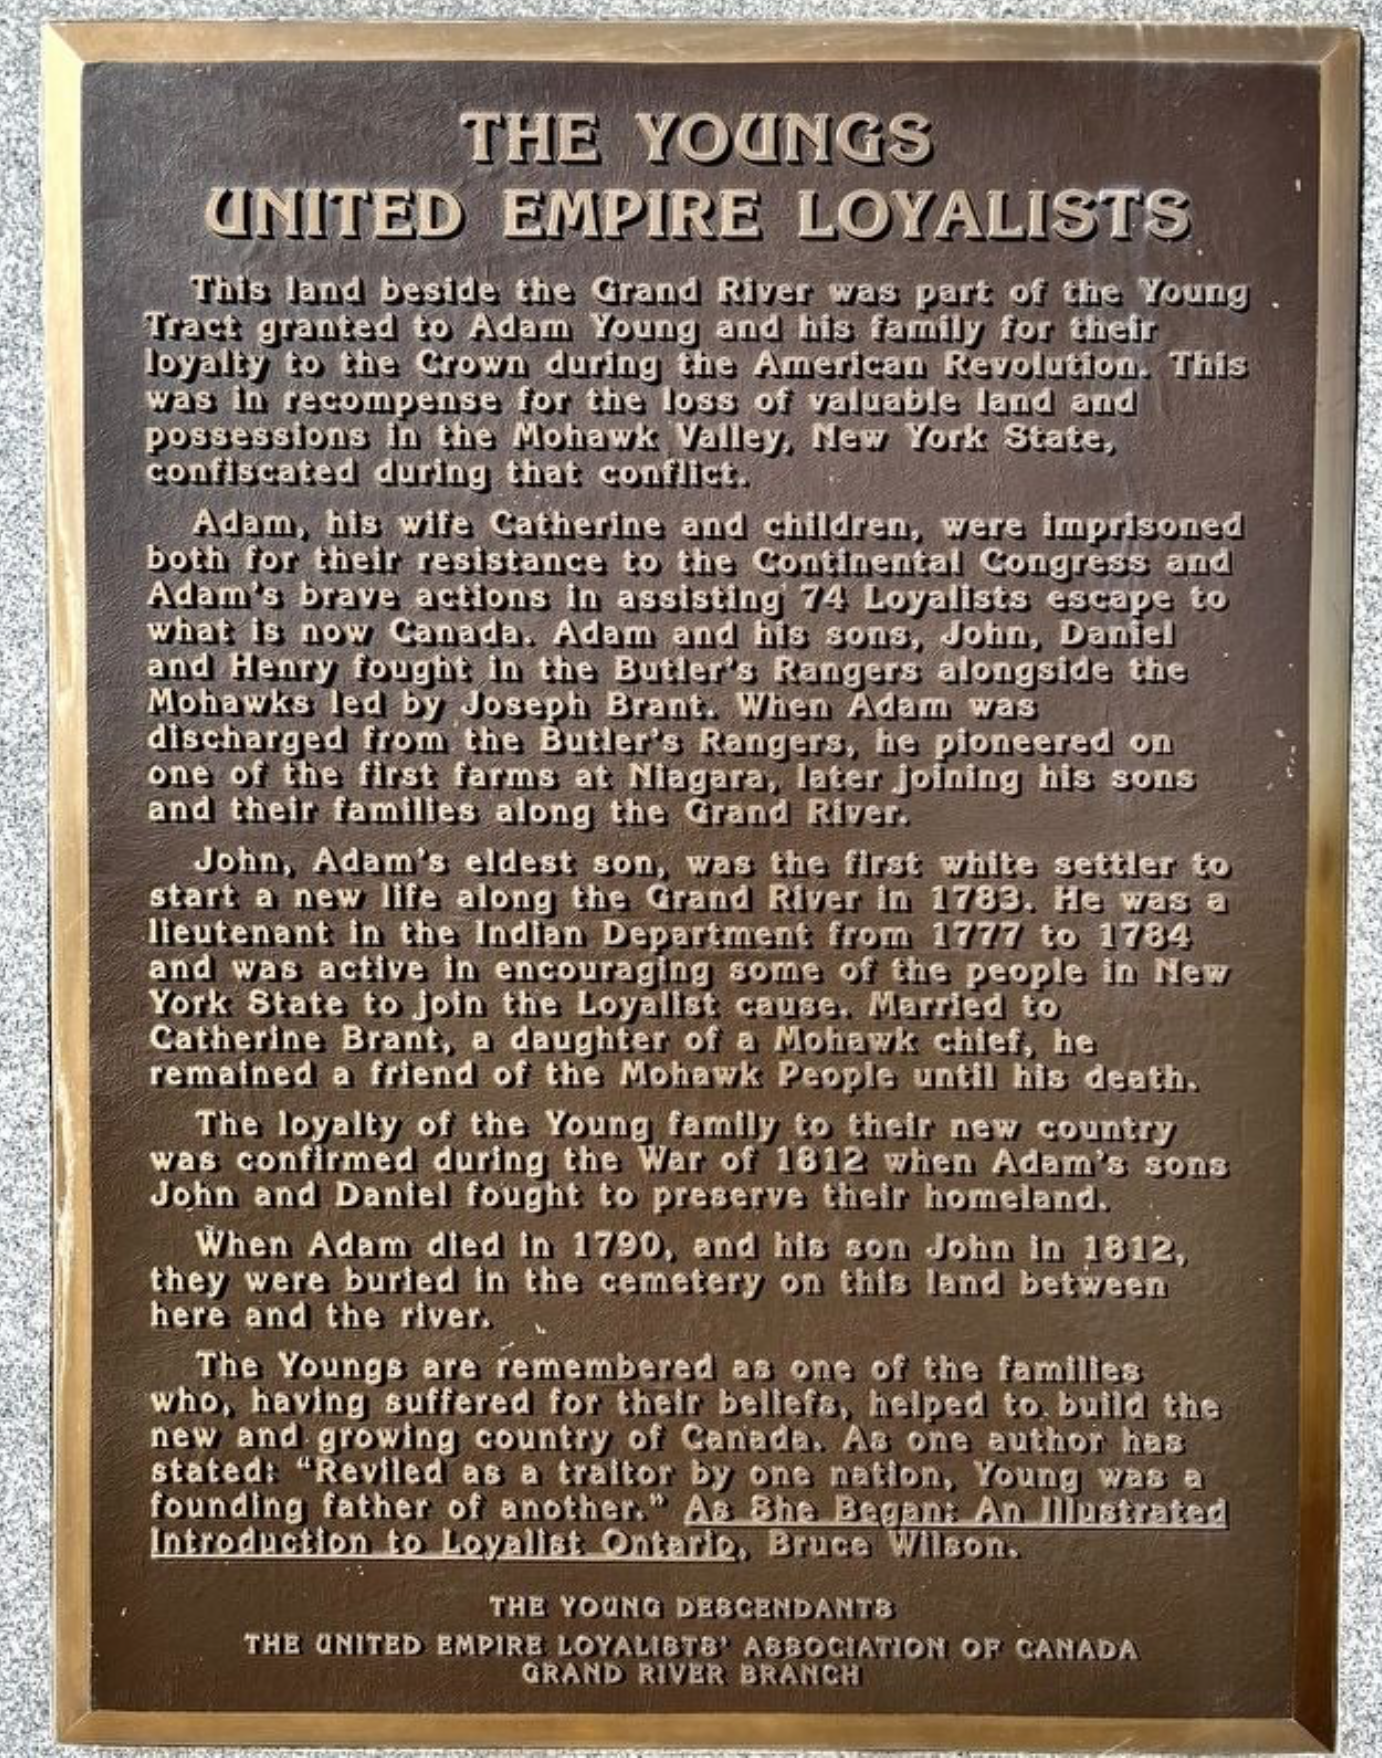 THE YOUNGS
UNITED EMPIRE LOYALISTS
This land beside the Grand River was part of the Young
Tract granted to Adam Young and his family for their
loyalty to the Crown during the American Revolution. This
was in recompense for the loss of valuable land and
possessions in the Mohawk Valley, New York State,
confiscated during that conflict.
Adam, his wife Catherine and children, were imprisoned
both for their resistance to the Continental Congress and
Adam's brave actions in assisting 74 Loyalists escape to
what is now Canada. Adam and his sons, John, Daniel
and Henry fought in the Butler's Rangers alongside the
Mohawks led by Joseph Brant. When Adam was
discharged from the Butler's Rangers, he pioneered on
one of the first farms at Niagara, later joining his sons
and their families along the Grand River.
John, Adam's eldest son, was the first white settler to
start a new life along the Grand River in 1783. He was a
lieutenant in the Indian Department from 1777 to 1784
and was active in encouraging some of the people in New
York State to join the Loyalist cause. Married to
Catherine Brant, a daughter of a Mohawk chief, he
remained a friend of the Mohawk People until his death.
The loyalty of the Young family to their new country
was confirmed during the War of 1812 when Adam's sons
John and Daniel fought to preserve their homeland.
When Adam died in 1790, and his son John in 1812,
they were buried in the cemetery on this land between
here and the river.
The Youngs are remembered as one of the families
who, having suffered for their beliefs, helped to build the
new and growing country of Canada. As one author has
stated: "Reviled as a traitor by one nation, Young was a
founding father of another." As She Began: An Illustrated
Introduction to Loyalist Ontario, Bruce Wilson.
THE YOUNG DESCENDANTS
THE UNITED EMPIRE LOYALISTS' ASSOCIATION OF CANADA
GRAND RIVER BRANCH